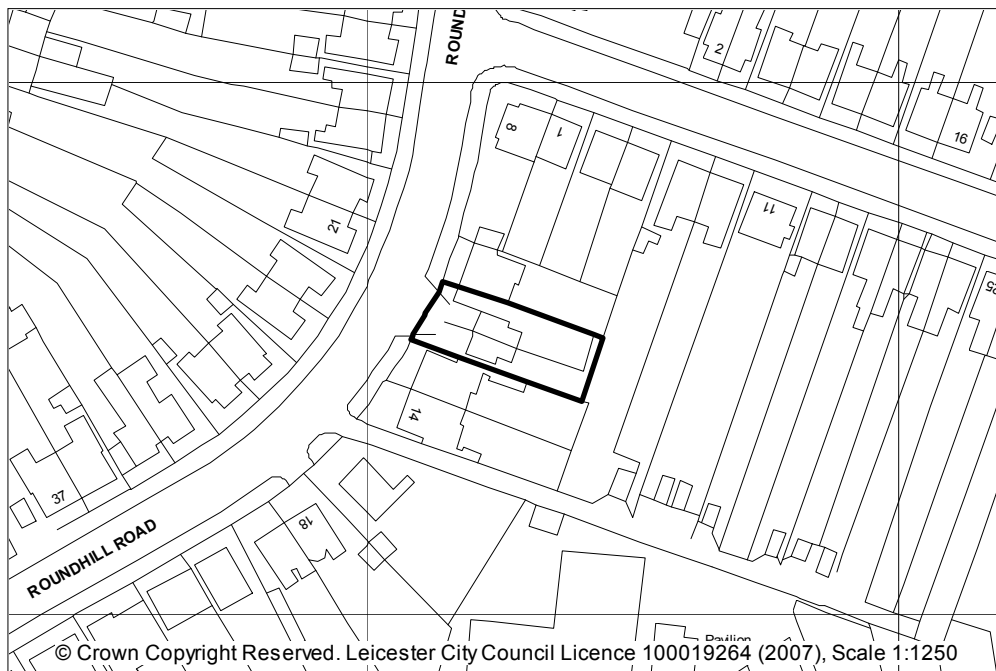 ROUND
2
16
8
1
11
21
25
14
37
18
ROUNDHILL ROAD
Pavilion
© Crown Copyright Reserved. Leicester City Council Licence 100019264 (2007), Scale 1:1250